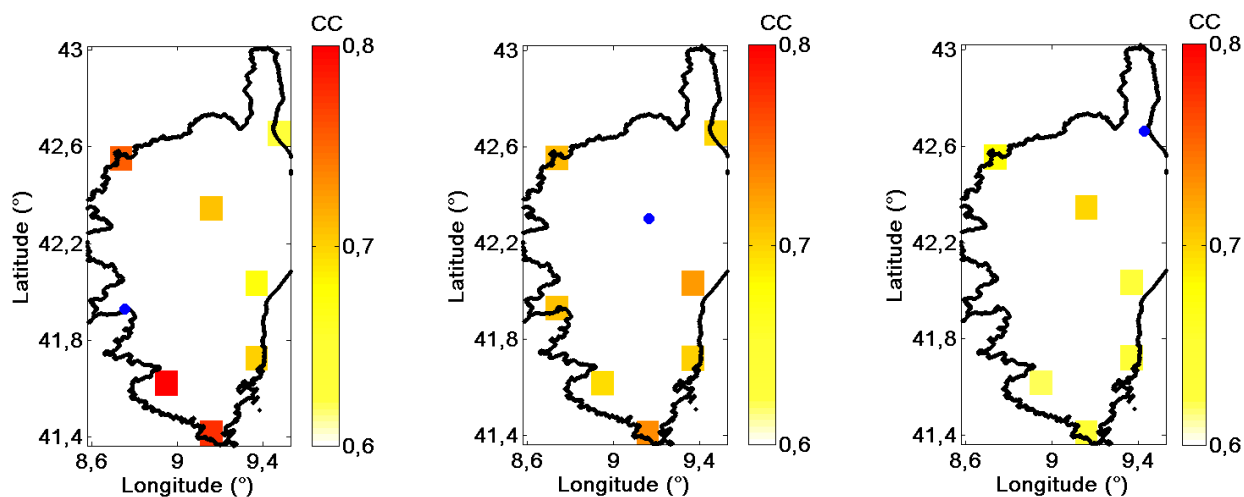 CC
43
42,6
42,2
41,8
41,4
Latitude (°)
8,6 9 9,4
Longitude (°)
0,8
0,7
0,6
CC
43
42,6
42,2
41,8
41,4
Latitude (°)
8,6 9 9,4
Longitude (°)
0,8
0,7
0,6
CC
43
42,6
42,2
41,8
41,4
Latitude (°)
8,6 9 9,4
Longitude (°)
0,8
0,7
0,6